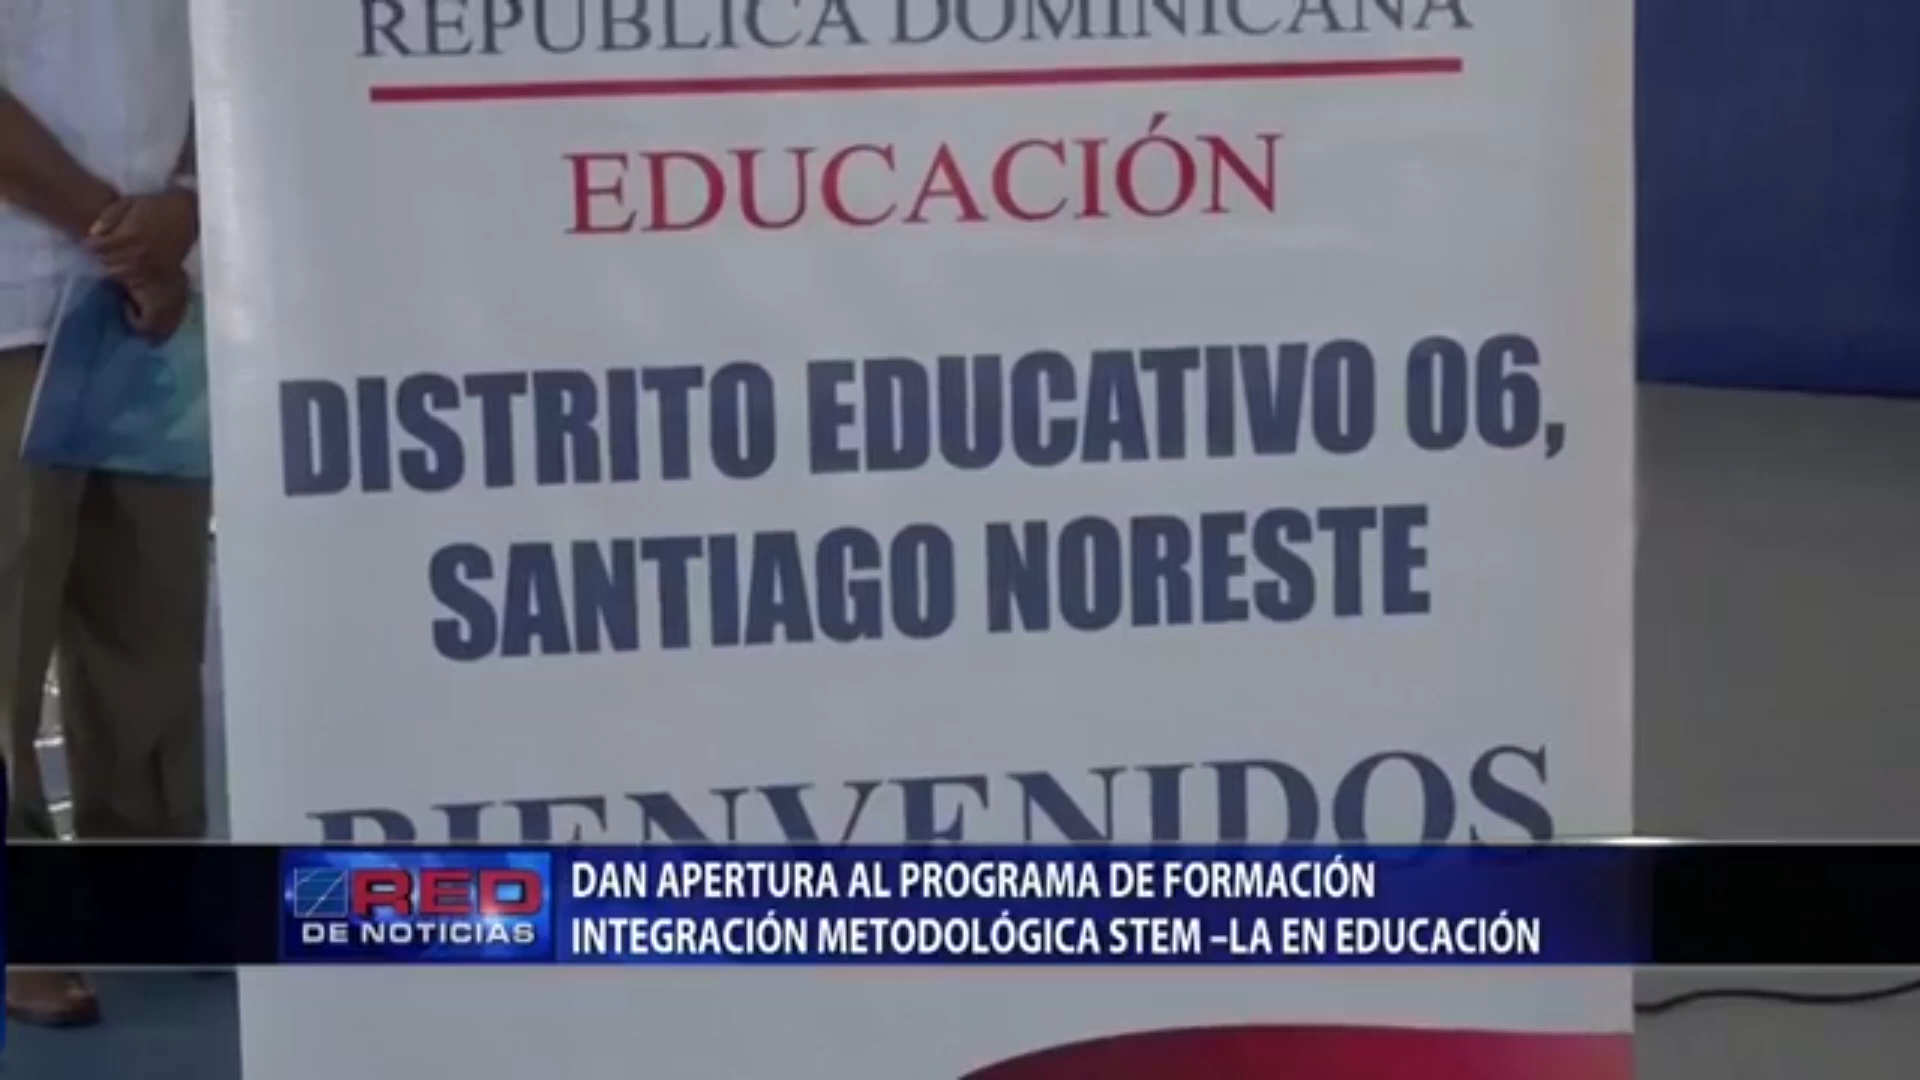 REPÚBLICA DOMINICANA
EDUCACIÓN
DISTRITO EDUCATIVO 06,
SANTIAGO NORESTE
BIENVENIDOS
RED
DE NOTICIAS
DAN APERTURA AL PROGRAMA DE FORMACIÓN
INTEGRACIÓN METODOLÓGICA STEM –LA EN EDUCACIÓN